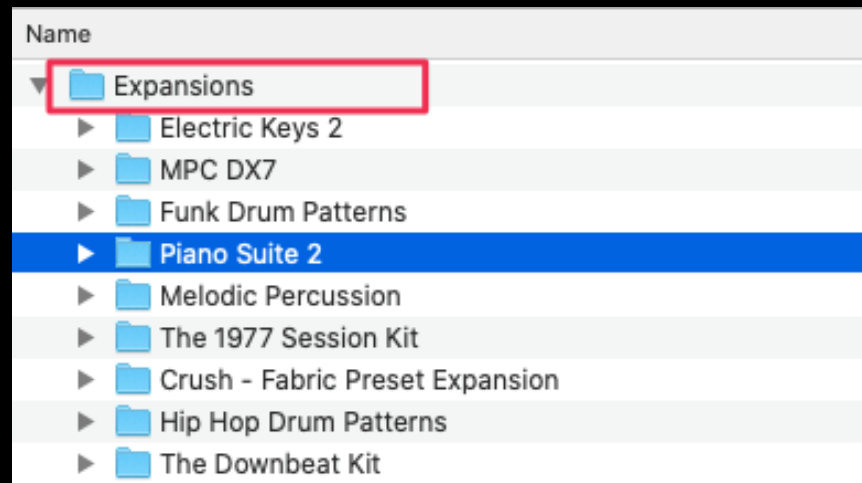 Name
Expansions
Electric Keys 2
MPC DX7
Funk Drum Patterns
Piano Suite 2
Melodic Percussion
The 1977 Session Kit
Crush - Fabric Preset Expansion
Hip Hop Drum Patterns
The Downbeat Kit